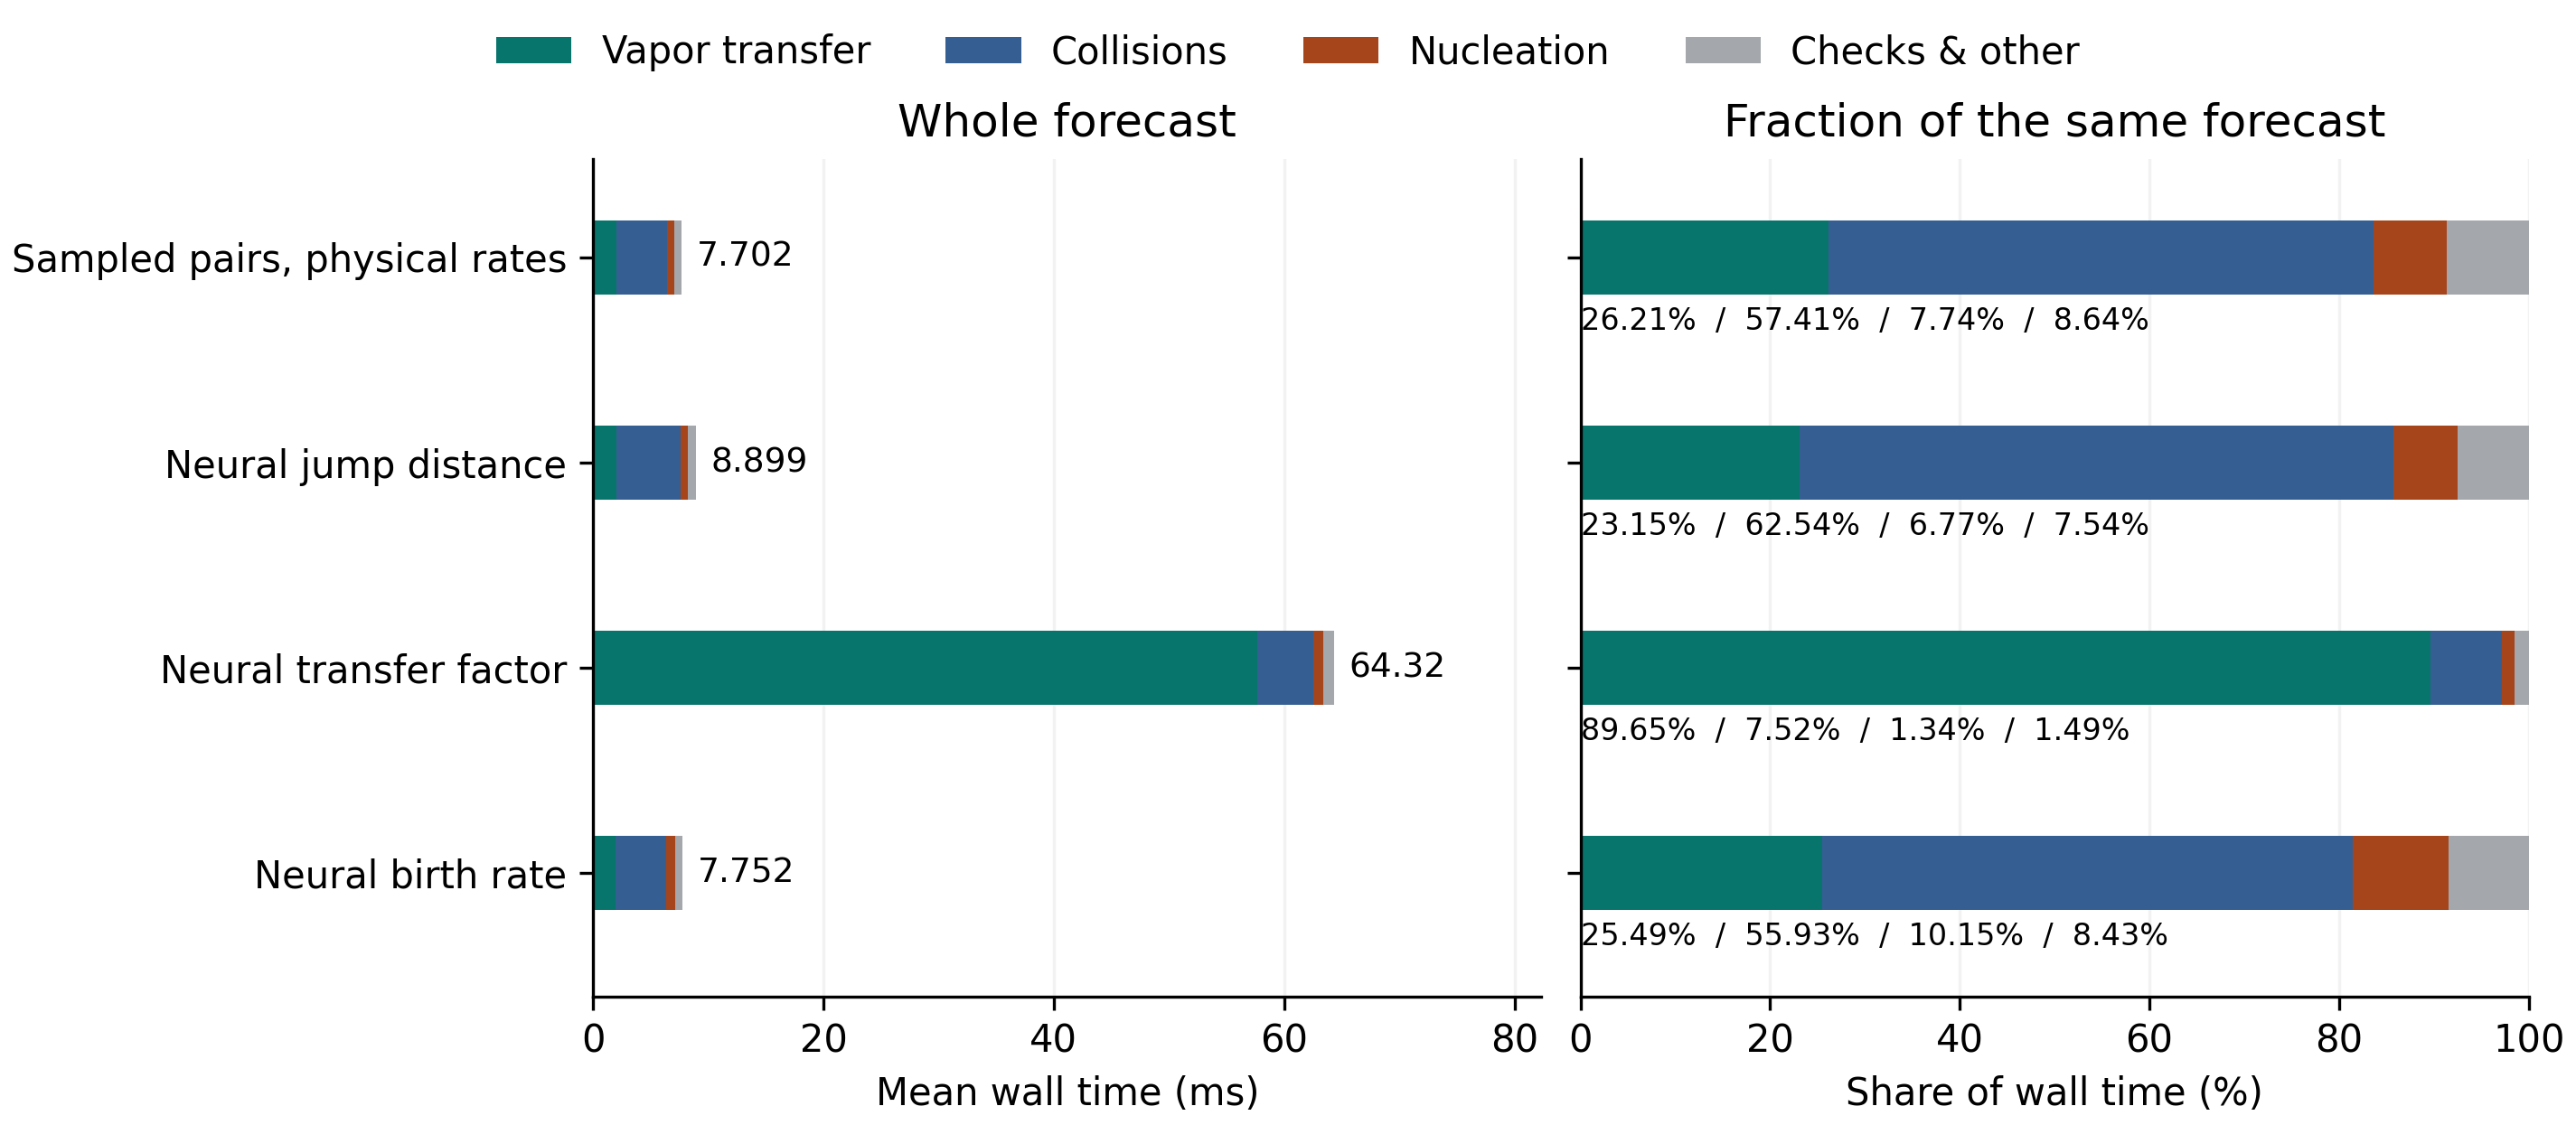 Vapor transfer Collisions Nucleation Checks & other
Whole forecast
Sampled pairs, physical rates
7.702
Neural jump distance
8.899
Neural transfer factor
64.32
Neural birth rate
7.752
0 20 40 60 80
Mean wall time (ms)
Fraction of the same forecast
26.21% / 57.41% / 7.74% / 8.64%
23.15% / 62.54% / 6.77% / 7.54%
89.65% / 7.52% / 1.34% / 1.49%
25.49% / 55.93% / 10.15% / 8.43%
0 20 40 60 80 100
Share of wall time (%)